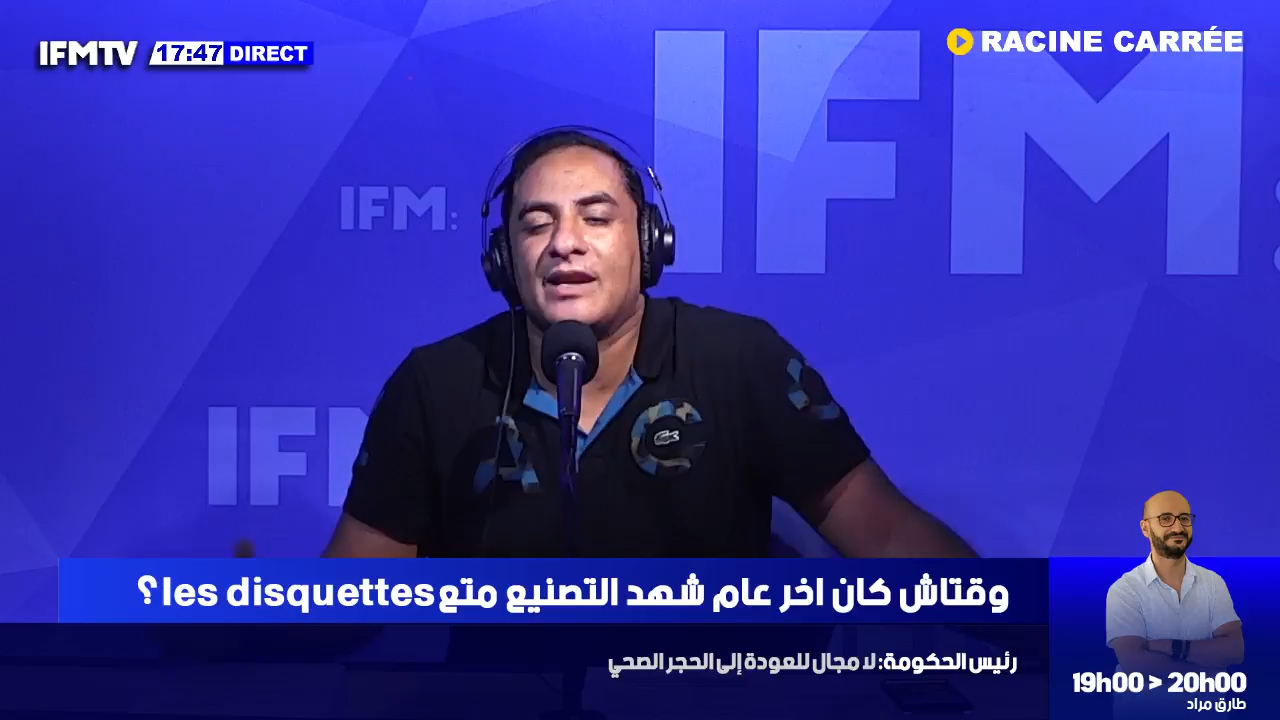 IFMTV 17:47 DIRECT
RACINE CARRÉE
IFM
IFM:
IF
وقتاش كان اخر عام شهد التصنيع متع les disquettes ؟
رئيس الحكومة: لا مجال للعودة إلى الحجر الصحي
19h00 < 20h00
طارق مراد